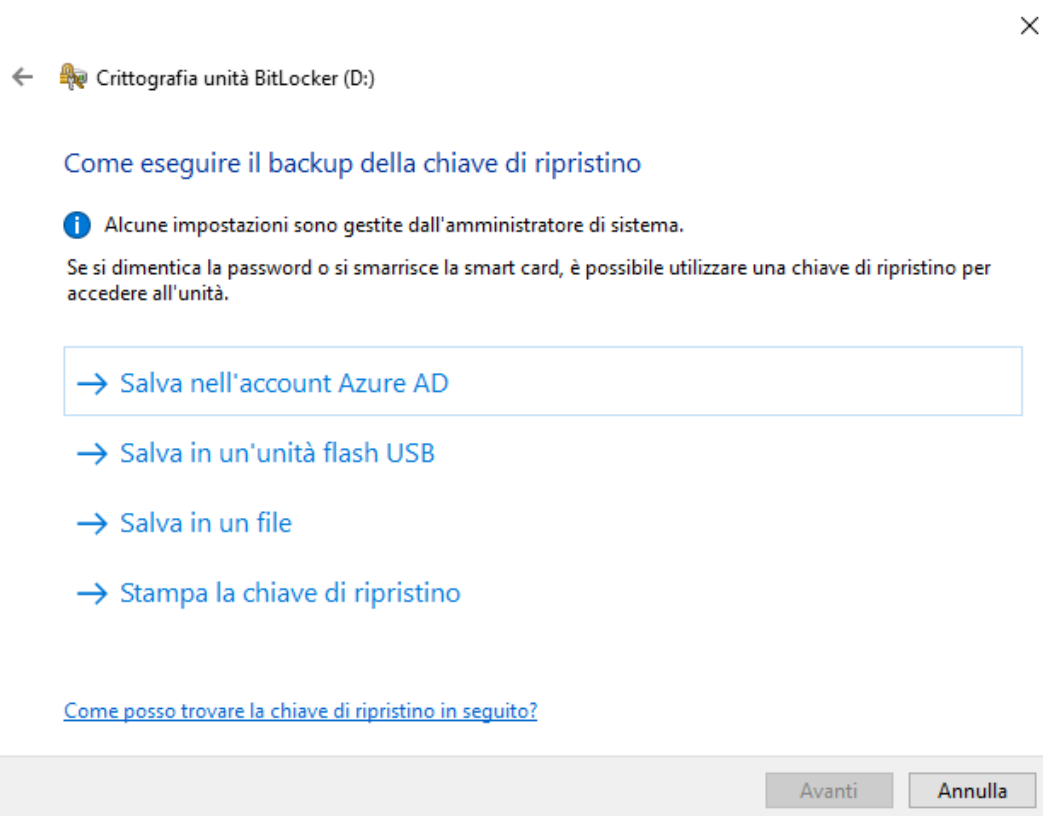 Crittografia unità BitLocker (D:)
Come eseguire il backup della chiave di ripristino
Alcune impostazioni sono gestite dall'amministratore di sistema.
Se si dimentica la password o si smarrisce la smart card, è possibile utilizzare una chiave di ripristino per
accedere all'unità.
Salva nell'account Azure AD
Salva in un'unità flash USB
Salva in un file
Stampa la chiave di ripristino
Come posso trovare la chiave di ripristino in seguito?
Avanti
Annulla